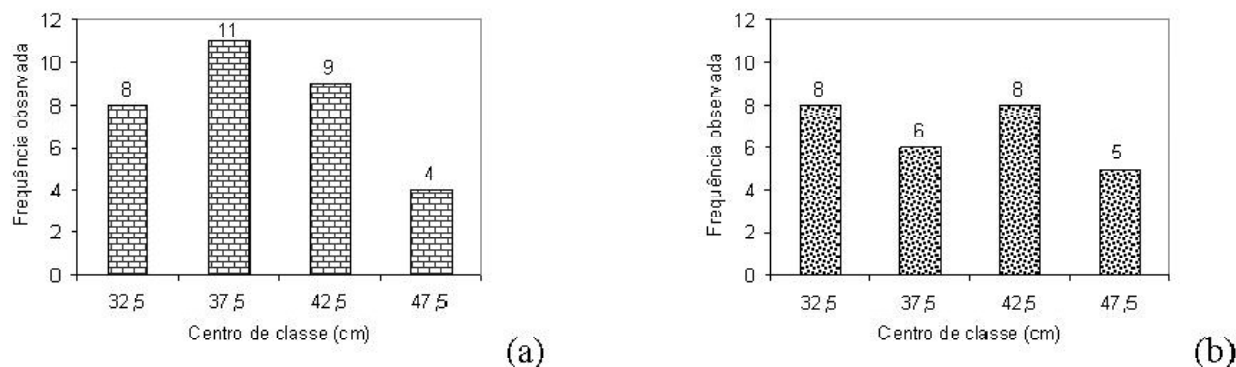 Frequência observada
12
10
8
6
4
2
0
8
11
9
4
32,5 37,5 42,5 47,5
Centro de classe (cm)
(a)
Frequência observada
12
10
8
6
4
2
0
8
6
8
5
32,5 37,5 42,5 47,5
Centro de classe (cm)
(b)